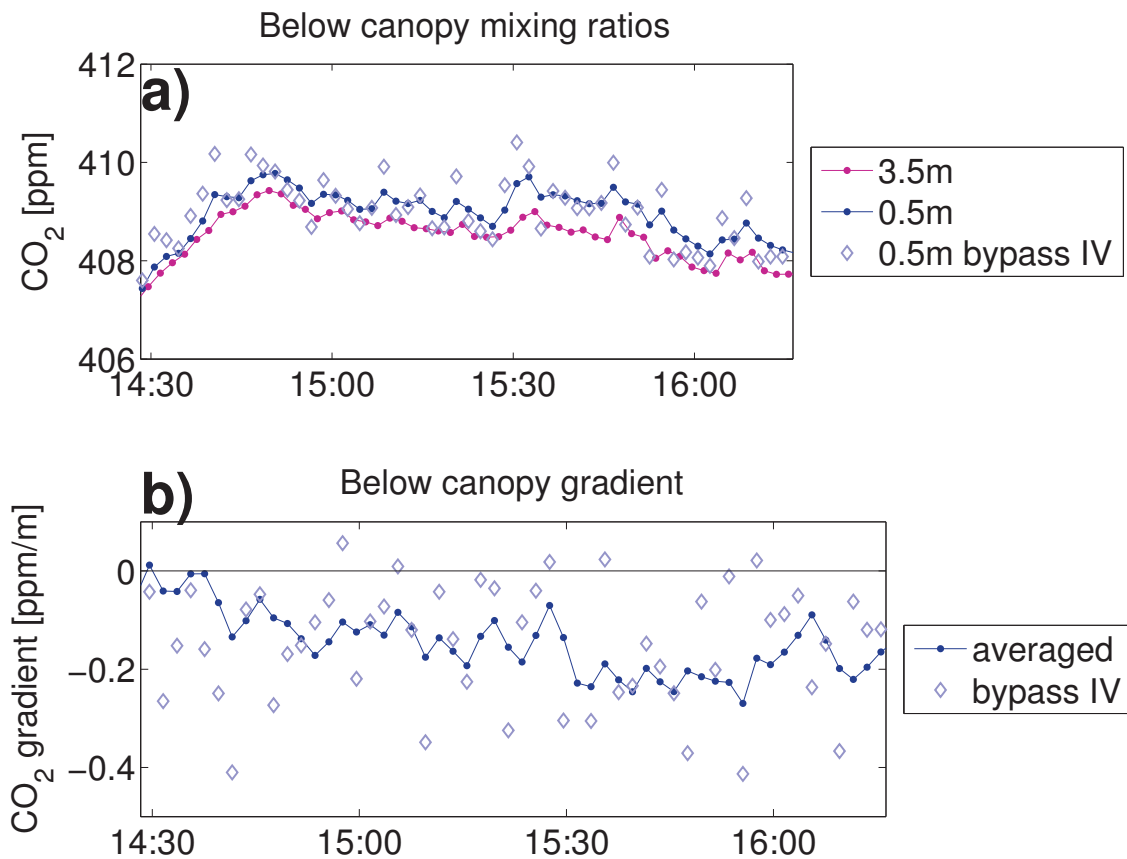 Below canopy mixing ratios
a)
CO2 [ppm]
412
410
408
406
14:30 15:00 15:30 16:00
3.5m
0.5m
0.5m bypass IV
Below canopy gradient
b)
CO2 gradient [ppm/m]
0
−0.2
−0.4
14:30 15:00 15:30 16:00
averaged
bypass IV